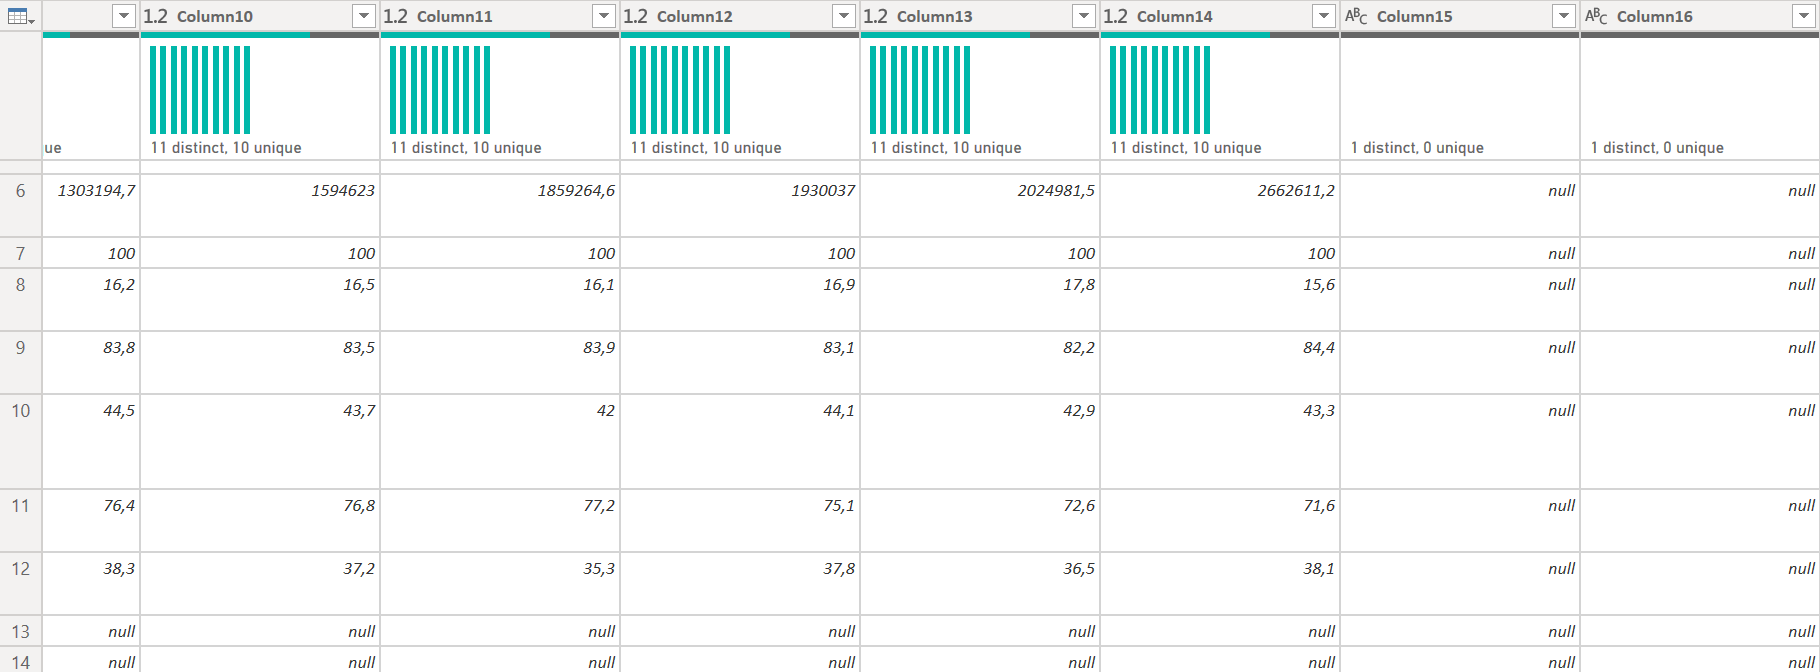 1.2 Column10 1.2 Column11 1.2 Column12 1.2 Column13 1.2 Column14 ABC Column15 ABC Column16
ue 11 distinct, 10 unique 11 distinct, 10 unique 11 distinct, 10 unique 11 distinct, 10 unique 11 distinct, 10 unique 1 distinct, 0 unique 1 distinct, 0 unique
6 1303194,7 1594623 1859264,6 1930037 2024981,5 2662611,2 null null
7 100 100 100 100 100 100 null null
8 16,2 16,5 16,1 16,9 17,8 15,6 null null
9 83,8 83,5 83,9 83,1 82,2 84,4 null null
10 44,5 43,7 42 44,1 42,9 43,3 null null
11 76,4 76,8 77,2 75,1 72,6 71,6 null null
12 38,3 37,2 35,3 37,8 36,5 38,1 null null
13 null null null null null null null null
14 null null null null null null null null